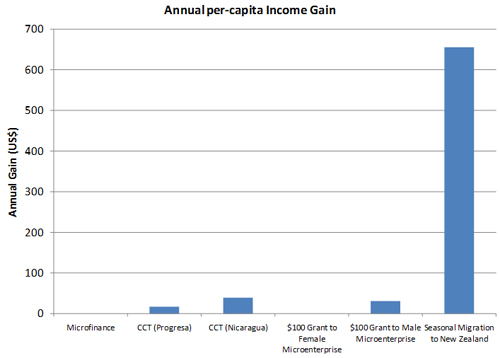 Annual per-capita Income Gain
Annual Gain (US$)
700
600
500
400
300
200
100
0
Microfinance
CCT (Progresa)
CCT (Nicaragua)
$100 Grant to
Female
Microenterprise
$100 Grant to Male
Microenterprise
Seasonal Migration
to New Zealand